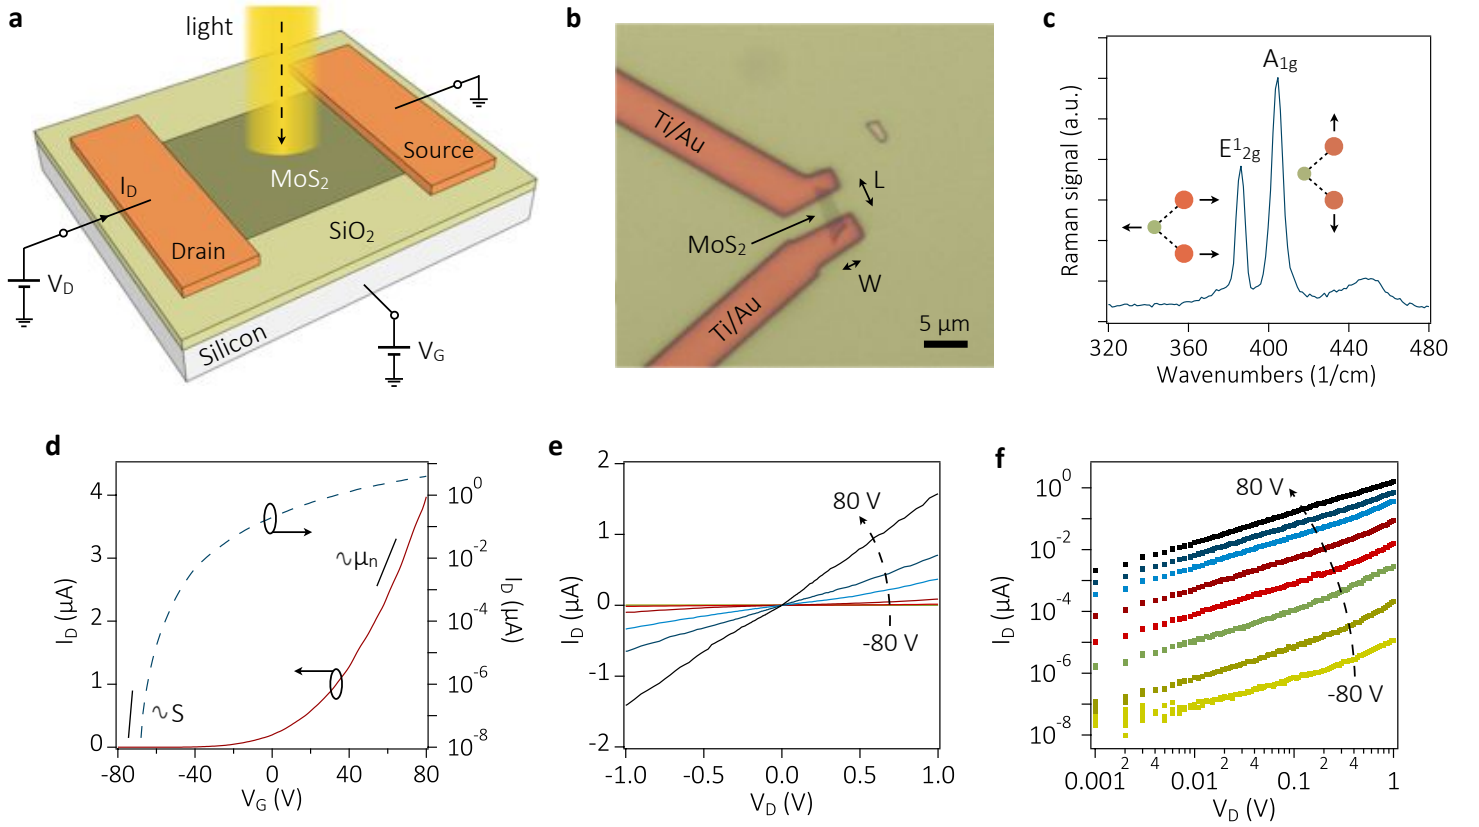 a
light
Source
MoS₂
I_D
SiO₂
Drain
V_D
Silicon
V_G
b
Ti/Au
L
MoS₂
W
Ti/Au
5 µm
c
A₁g
E¹₂g
Raman signal (a.u.)
320 360 400 440 480
Wavenumbers (1/cm)
d
I_D (µA)
4
3
2
1
0
~µn
~S
10⁰
10⁻²
10⁻⁴
10⁻⁶
10⁻⁸
I_D (µA)
-80 -40 0 40 80
V_G (V)
e
I_D (µA)
2
1
0
-1
-2
80 V
-80 V
-1.0 -0.5 0.0 0.5 1.0
V_D (V)
f
I_D (µA)
10⁰
10⁻²
10⁻⁴
10⁻⁶
10⁻⁸
80 V
-80 V
0.001 2 4 0.01 2 4 0.1 2 4 1
V_D (V)